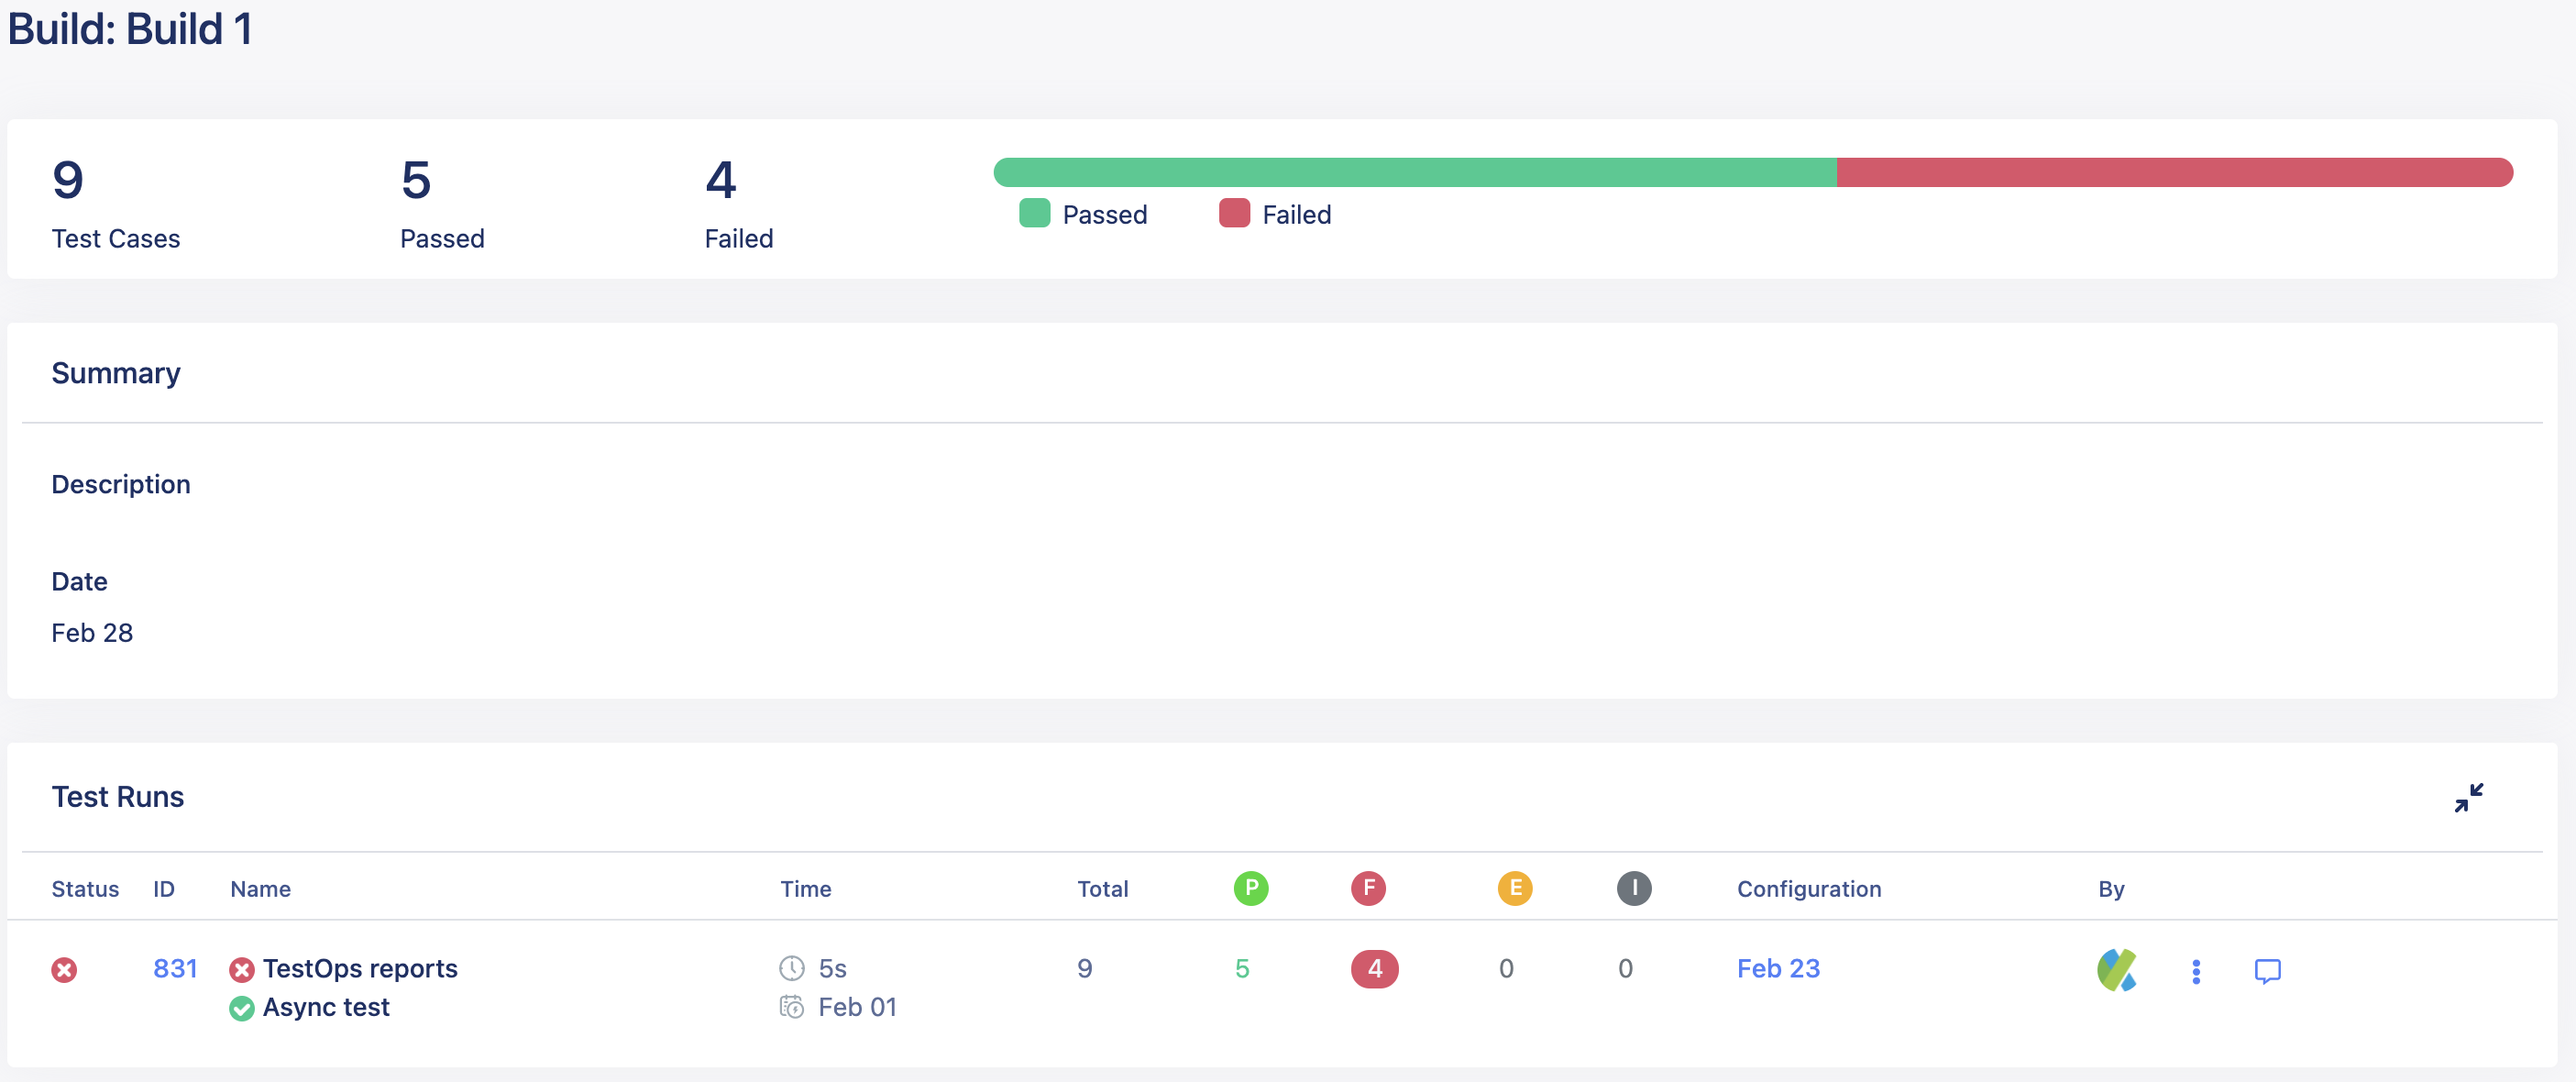 Build: Build 1
9 5 4
Test Cases Passed Failed
Passed Failed
Summary
Description
Date
Feb 28
Test Runs
Status ID Name Time Total P F E I Configuration By
831 TestOps reports 5s 9 5 4 0 0 Feb 23
Async test Feb 01